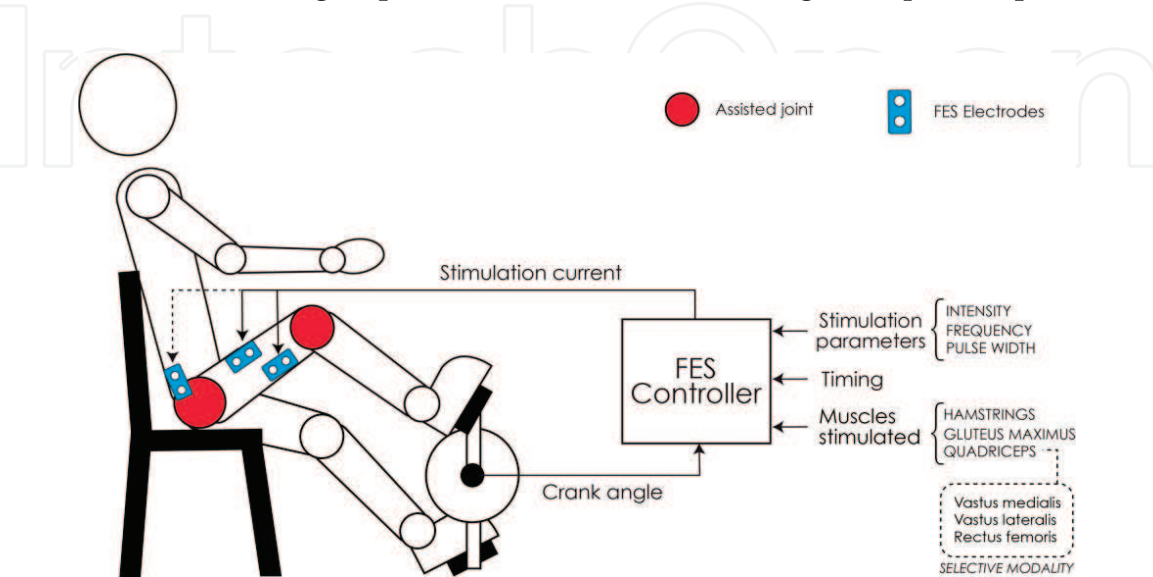 Assisted joint
FES Electrodes
Stimulation current
FES
Controller
Stimulation
parameters
INTENSITY
FREQUENCY
PULSE WIDTH
Timing
Muscles
stimulated
HAMSTRINGS
GLUTEUS MAXIMUS
QUADRICEPS
Crank angle
Vastus medialis
Vastus lateralis
Rectus femoris
SELECTIVE MODALITY